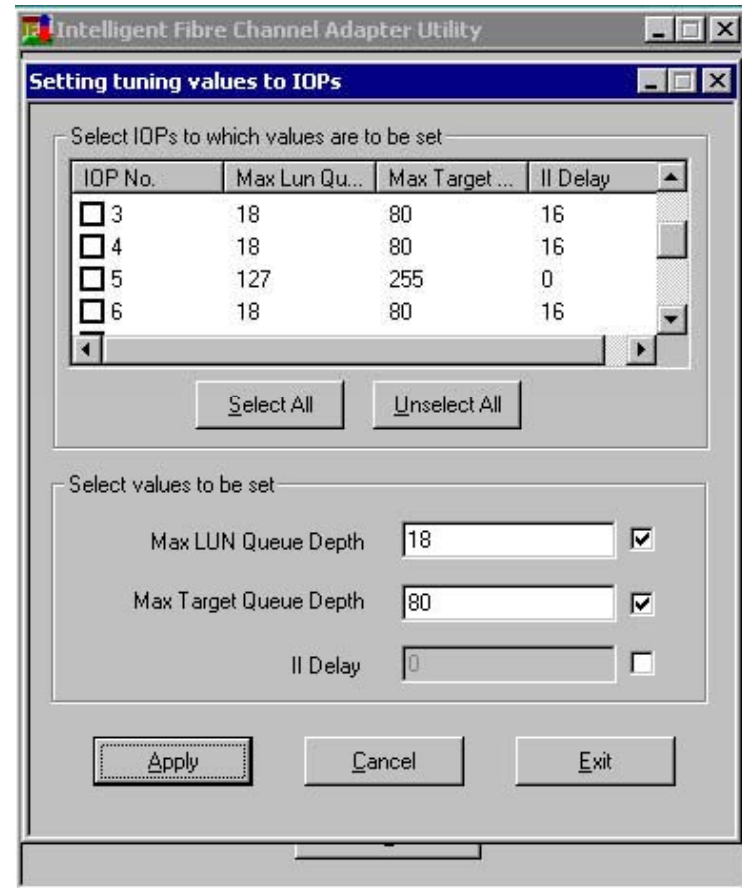 Intelligent Fibre Channel Adapter Utility
Setting tuning values to IOPs
Select IOPs to which values are to be set
IOP No. Max Lun Qu... Max Target ... II Delay
3 18 80 16
4 18 80 16
5 127 255 0
6 18 80 16
Select All Unselect All
Select values to be set
Max LUN Queue Depth 18
Max Target Queue Depth 80
II Delay 0
Apply Cancel Exit